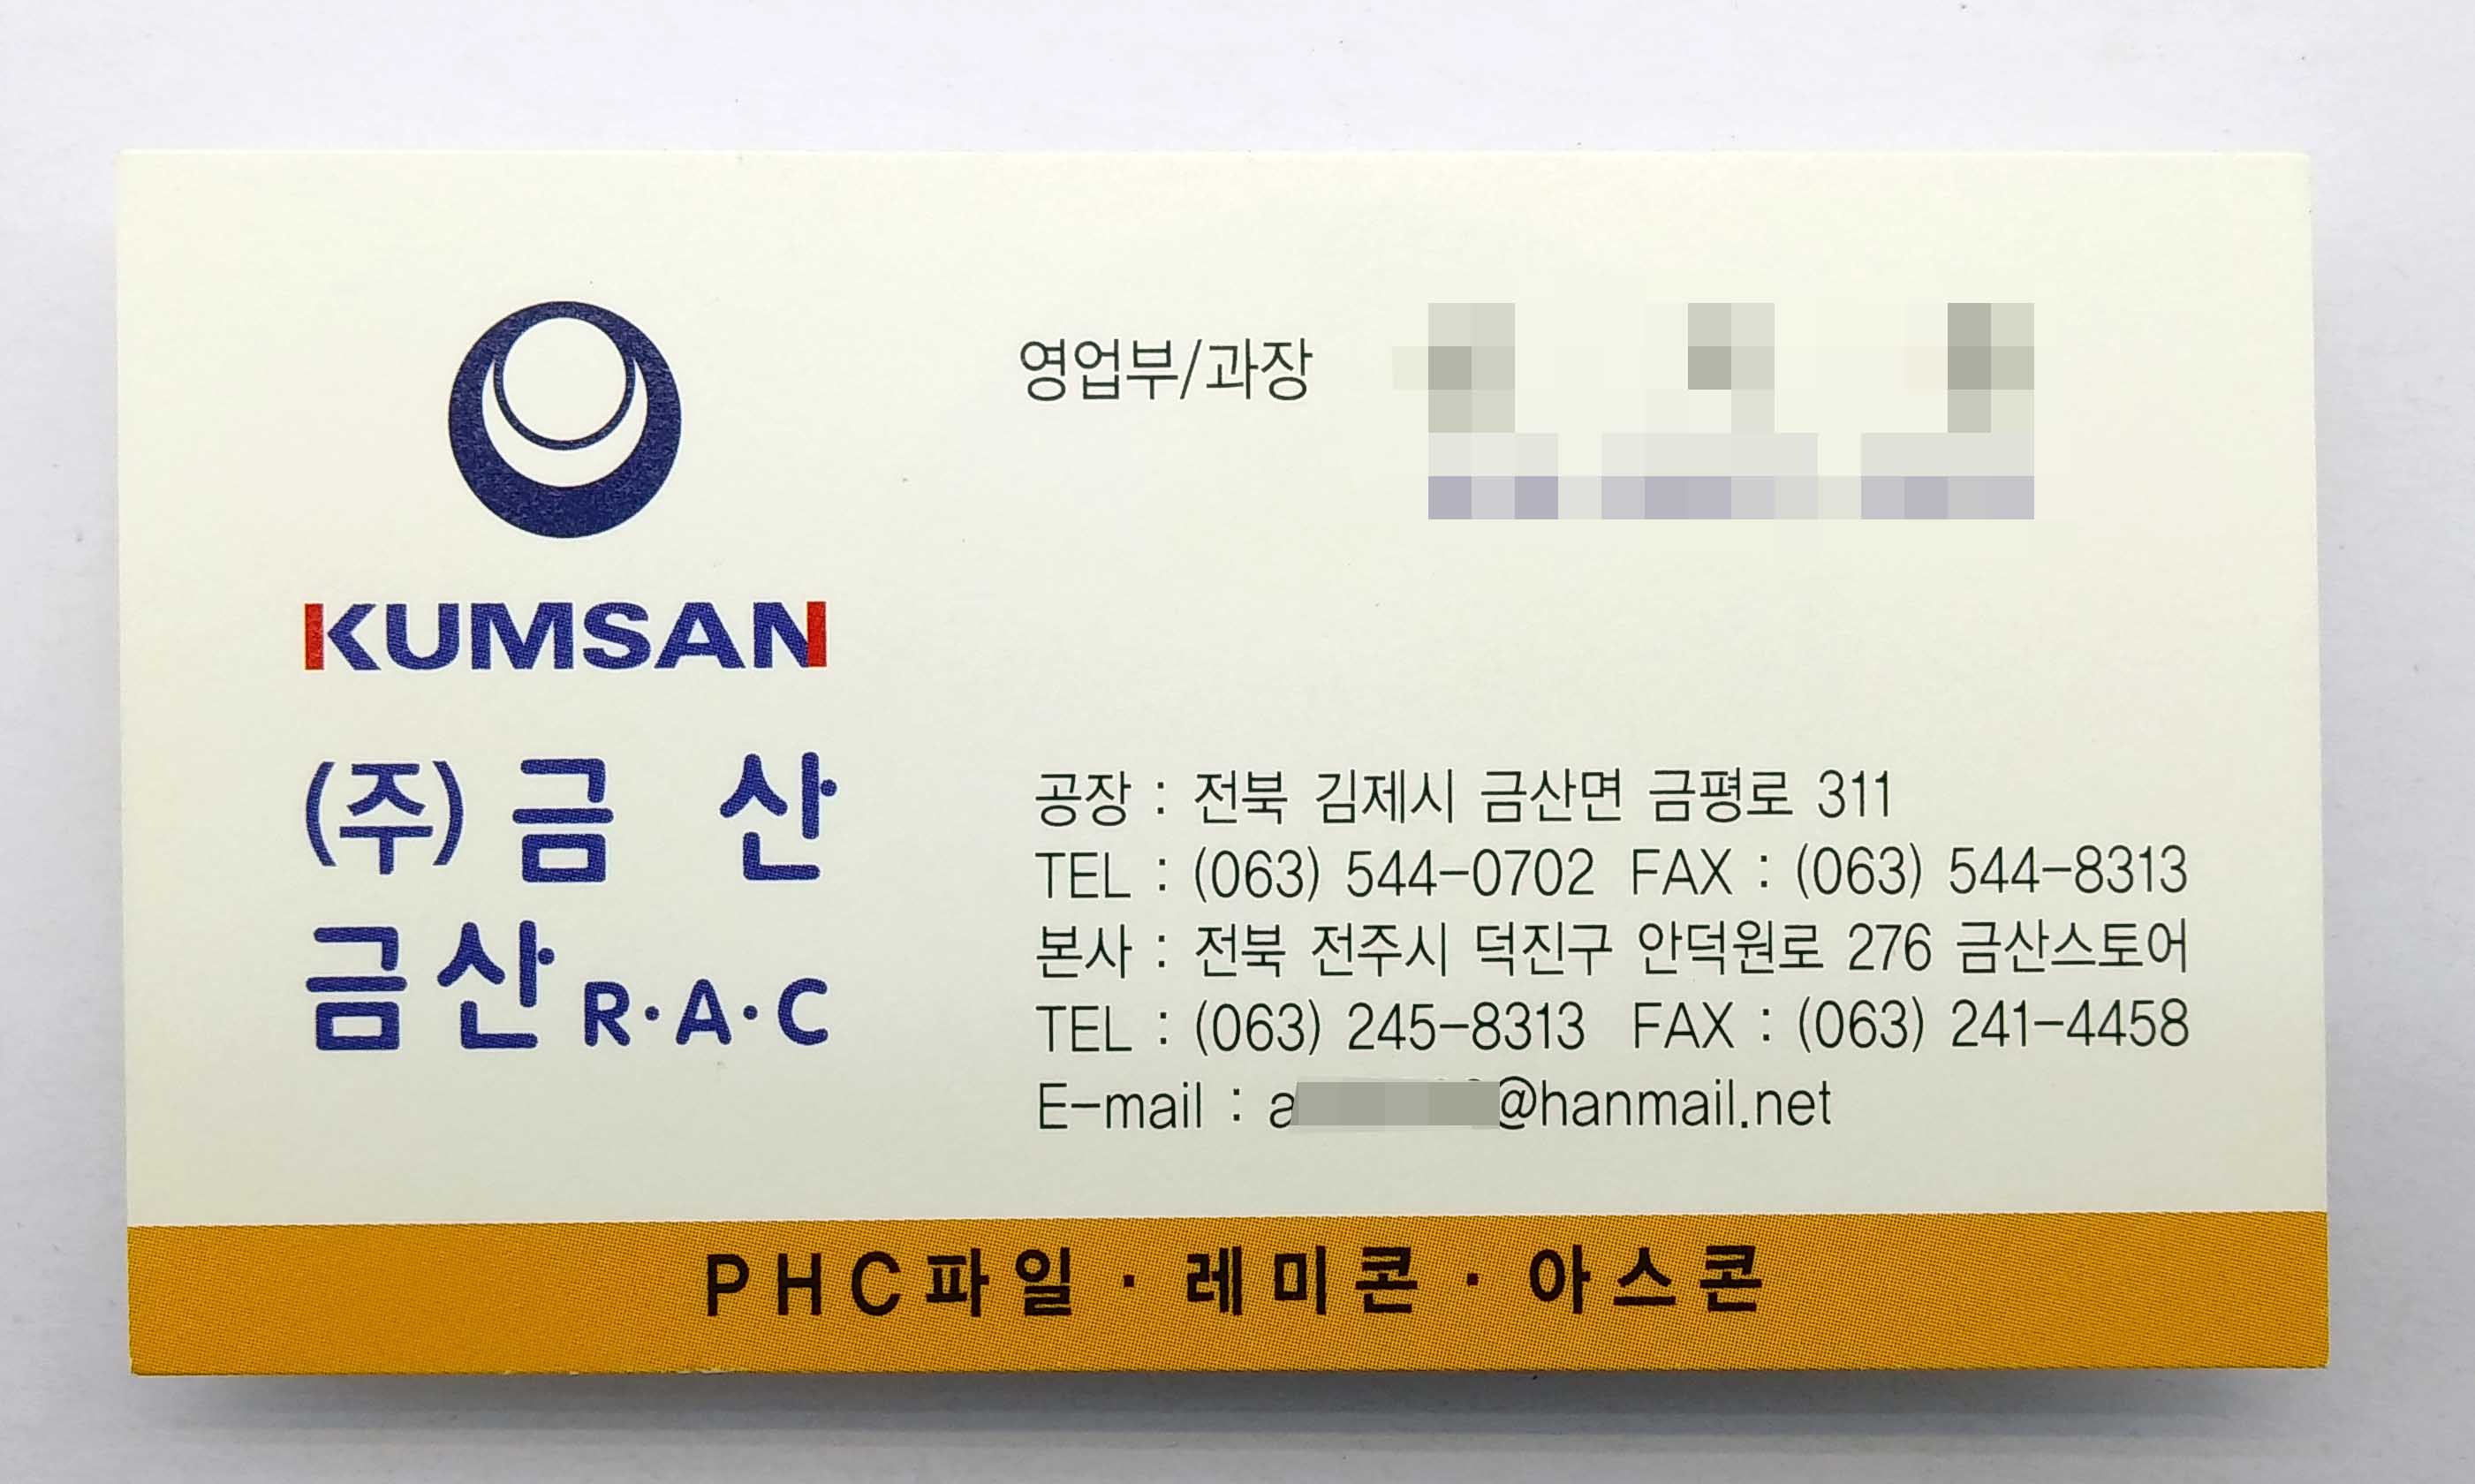 영업부/과장
KUMSAN
(주)금 산
금산 R·A·C
공장 : 전북 김제시 금산면 금평로 311
TEL : (063) 544-0702 FAX : (063) 544-8313
본사 : 전북 전주시 덕진구 안덕원로 276 금산스토어
TEL : (063) 245-8313 FAX : (063) 241-4458
E-mail : a @hanmail.net
PHC파일 · 레미콘 · 아스콘